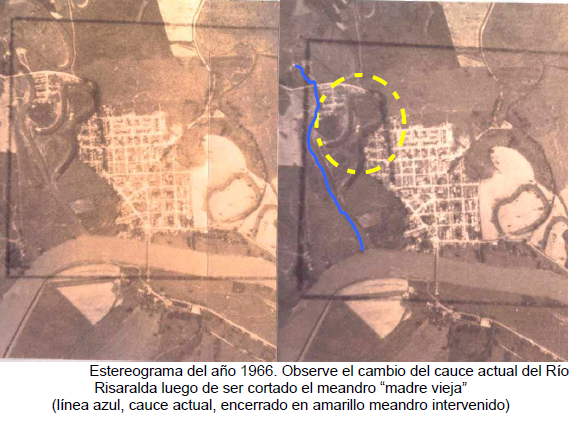 Estereograma del año 1966. Observe el cambio del cauce actual del Río
Risaralda luego de ser cortado el meandro “madre vieja”
(línea azul, cauce actual, encerrado en amarillo meandro intervenido)